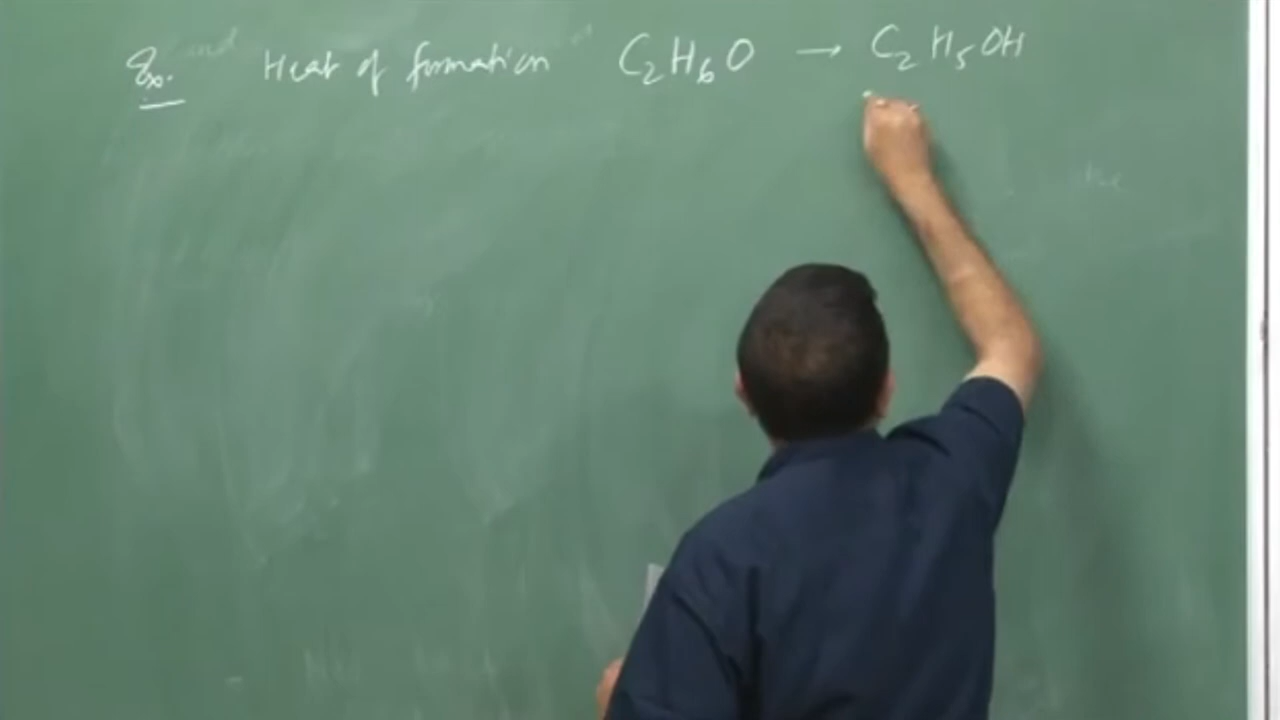 Ex. Heat of formation C₂H₆O → C₂H₅OH